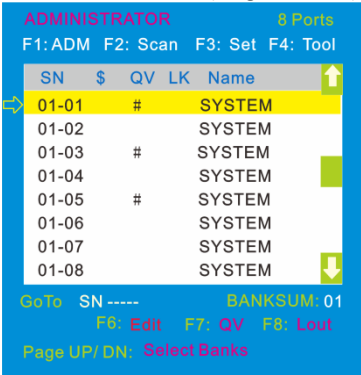 ADMINISTRATOR 8 Ports
F1: ADM F2: Scan F3: Set F4: Tool
SN $ QV LK Name
01-01 # SYSTEM
01-02 SYSTEM
01-03 # SYSTEM
01-04 SYSTEM
01-05 # SYSTEM
01-06 SYSTEM
01-07 SYSTEM
01-08 SYSTEM
GoTo SN ----- BANKSUM: 01
F6: Edit F7: QV F8: Lout
Page UP/ DN: Select Banks